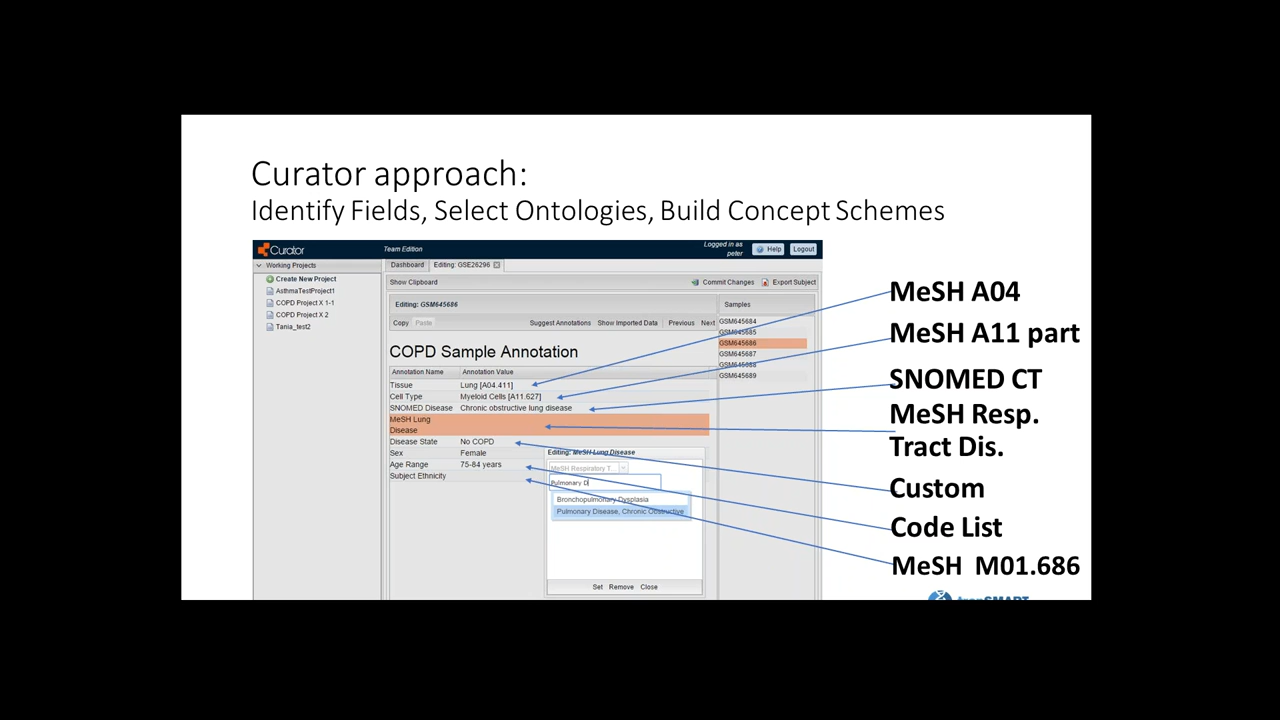 Curator approach:
Identify Fields, Select Ontologies, Build Concept Schemes
Curator
Team Edition
Logged in as
peter
Help
Logout
Working Projects
Create New Project
AsthmaTestProject1
COPD Project X 1-1
COPD Project X 2
Tania_test2
Dashboard
Editing: GSE26296
Show Clipboard
Commit Changes
Export Subject
Editing: GSM645686
Copy Paste
Suggest Annotations Show Imported Data Previous Next
COPD Sample Annotation
Annotation Name Annotation Value
Tissue Lung [A04.411]
Cell Type Myeloid Cells [A11.627]
SNOMED Disease Chronic obstructive lung disease
MeSH Lung
Disease
Disease State No COPD
Sex Female
Age Range 75-84 years
Subject Ethnicity
Editing: MeSH Lung Disease
MeSH Respiratory T...
Pulmonary D
Bronchopulmonary Dysplasia
Pulmonary Disease, Chronic Obstructive
Set Remove Close
Samples
GSM645684
GSM645685
GSM645686
GSM645687
GSM645688
GSM645689
MeSH A04
MeSH A11 part
SNOMED CT
MeSH Resp.
Tract Dis.
Custom
Code List
MeSH M01.686